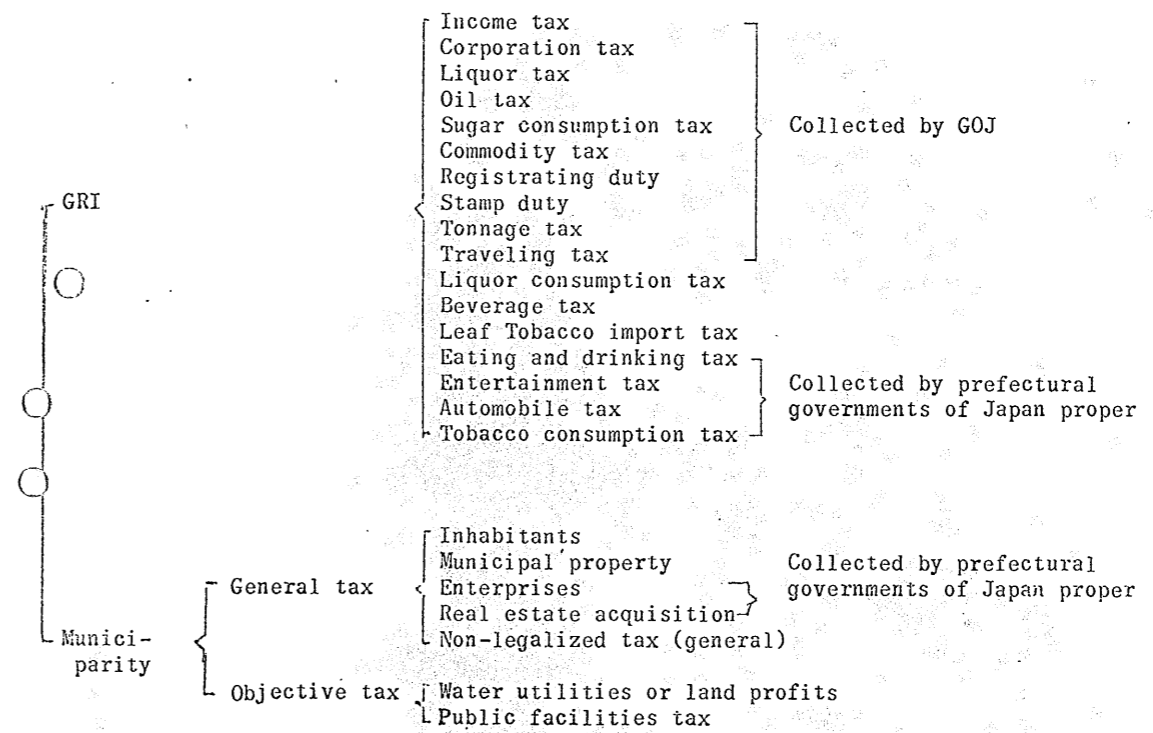 Income tax
Corporation tax
Liquor tax
Oil tax
Sugar consumption tax Collected by GOJ
Commodity tax
Registrating duty
GRI Stamp duty
Tonnage tax
Traveling tax
Liquor consumption tax
Beverage tax
Leaf Tobacco import tax
Eating and drinking tax
Entertainment tax Collected by prefectural
Automobile tax governments of Japan proper
Tobacco consumption tax
Inhabitants
Municipal property Collected by prefectural
General tax Enterprises governments of Japan proper
Real estate acquisition
Munici- Non-legalized tax (general)
parity
Objective tax Water utilities or land profits
Public facilities tax